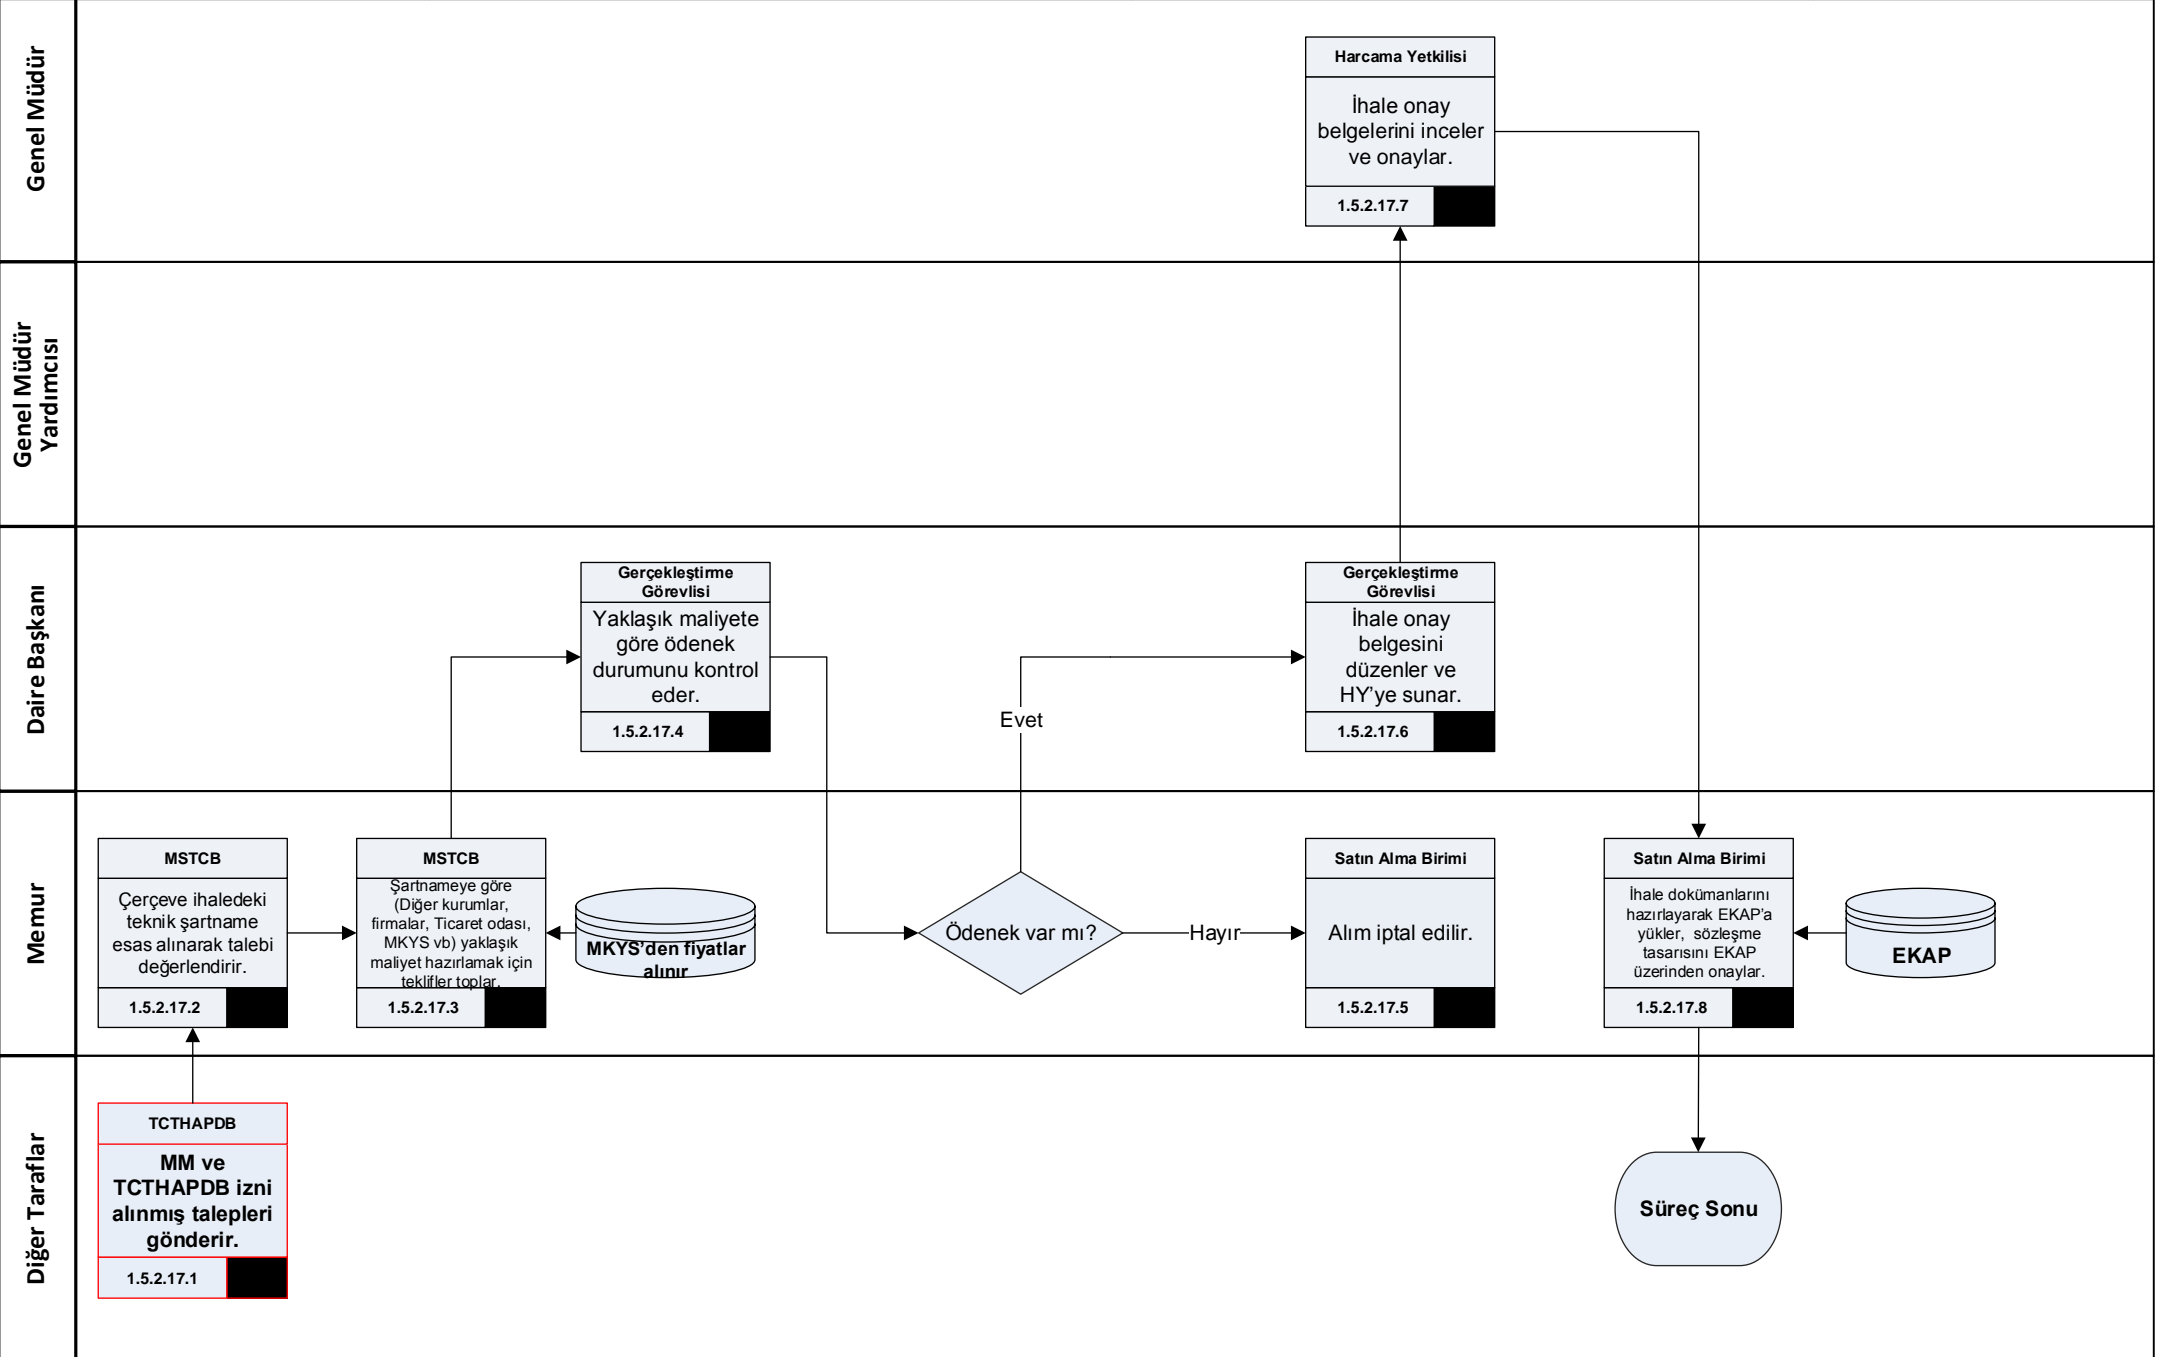 Genel Müdür
Harcama Yetkilisi
İhale onay
belgelerini inceler
ve onaylar.
1.5.2.17.7
Genel Müdür
Yardımcısı
Daire Başkanı
Gerçekleştirme
Görevlisi
Yaklaşık maliyete
göre ödenek
durumunu kontrol
eder.
1.5.2.17.4
Evet
Gerçekleştirme
Görevlisi
İhale onay
belgesini
düzenler ve
HY’ye sunar.
1.5.2.17.6
Memur
MSTCB
Çerçeve ihaledeki
teknik şartname
esas alınarak talebi
değerlendirir.
1.5.2.17.2
MSTCB
Şartnameye göre
(Diğer kurumlar,
firmalar, Ticaret odası,
MKYS vb) yaklaşık
maliyet hazırlamak için
teklifler toplar.
1.5.2.17.3
MKYS’den fiyatlar
alınır
Ödenek var mı?
Hayır
Satın Alma Birimi
Alım iptal edilir.
1.5.2.17.5
Satın Alma Birimi
İhale dokümanlarını
hazırlayarak EKAP’a
yükler, sözleşme
tasarısını EKAP
üzerinden onaylar.
1.5.2.17.8
EKAP
Diğer Taraflar
TCTHAPDB
MM ve
TCTHAPDB izni
alınmış talepleri
gönderir.
1.5.2.17.1
Süreç Sonu